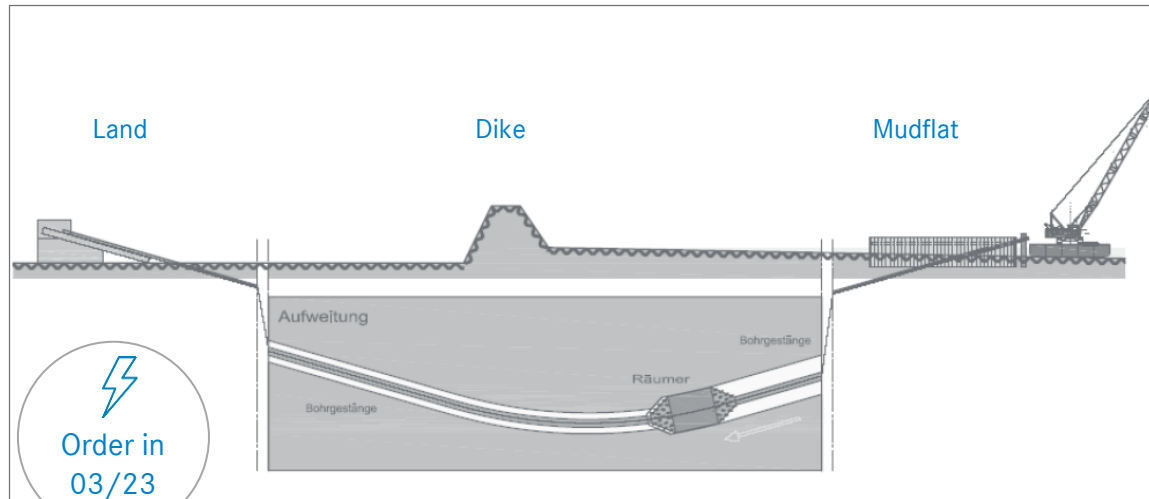 Land
Dike
Mudflat
Aufweitung
Bohrgestänge
Räumer
Bohrgestänge
Order in
03/23